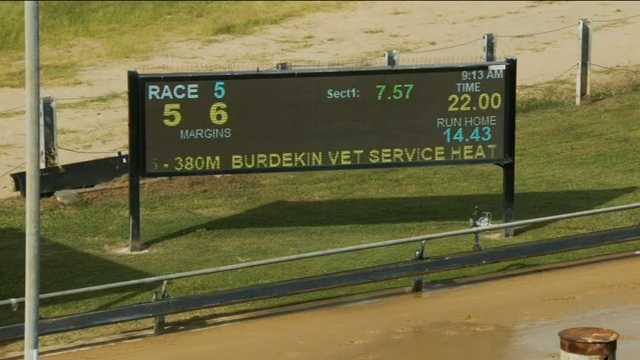 9:13 AM
RACE 5 Sect1: 7.57 TIME
5 6 22.00
MARGINS RUN HOME
14.43
5 - 380M BURDEKIN VET SERVICE HEAT